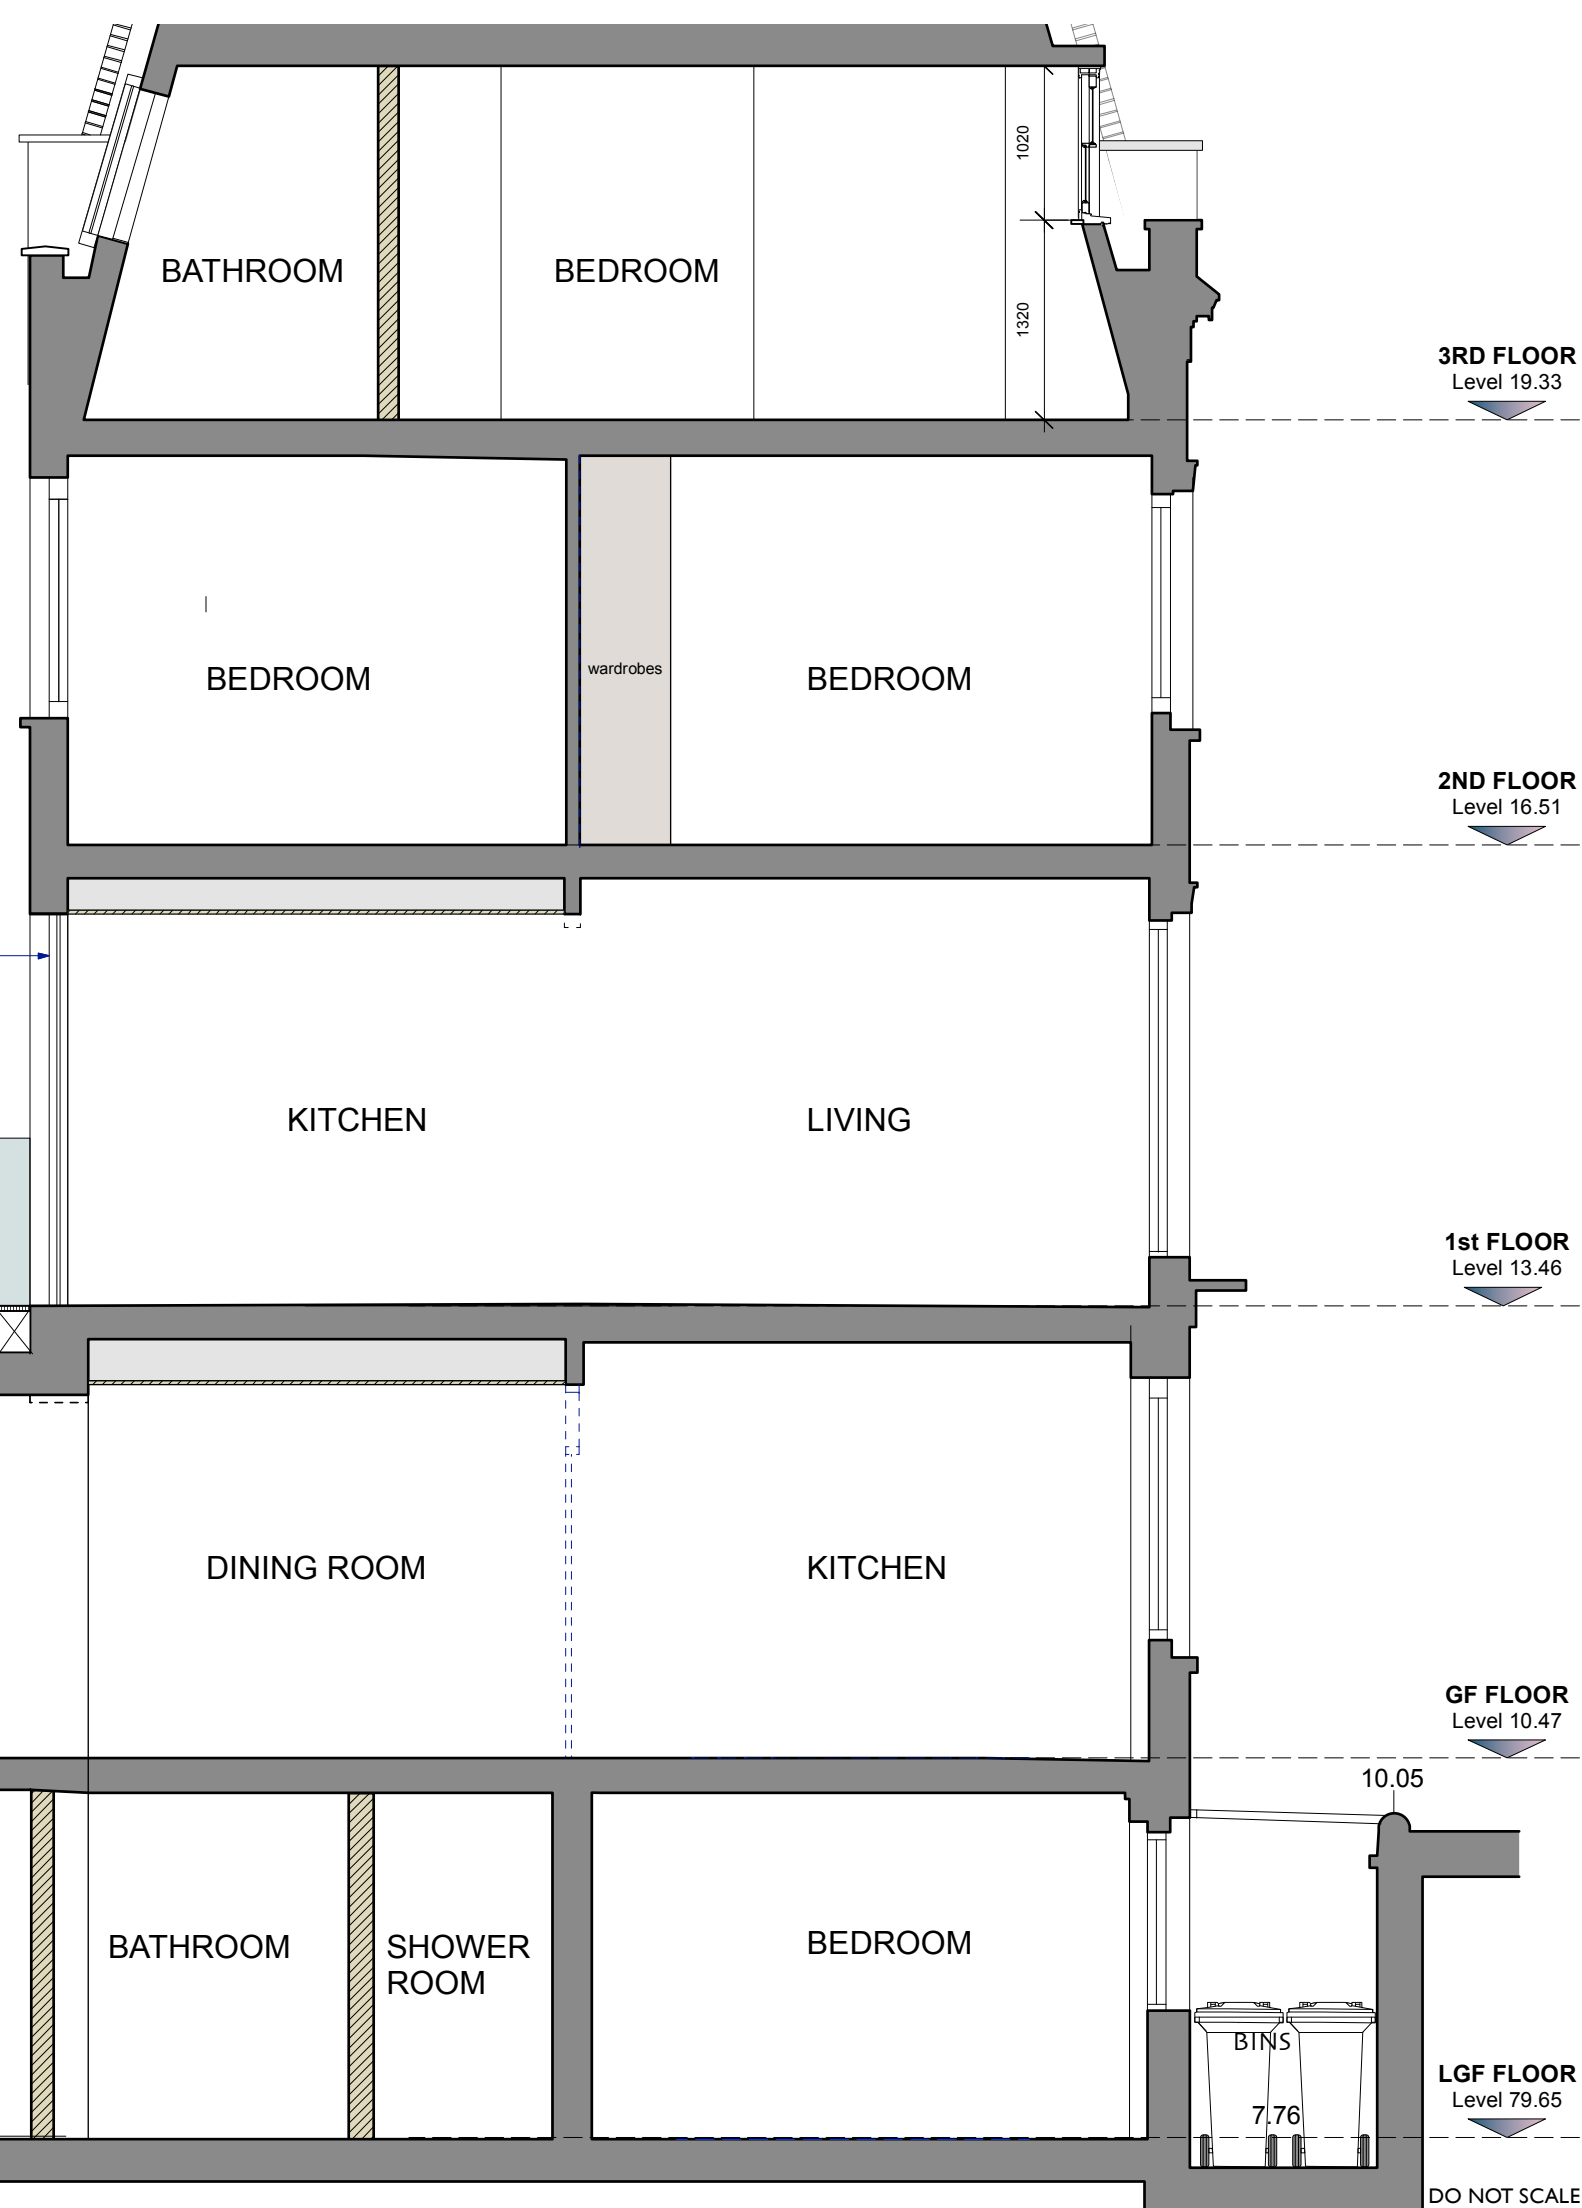 1020
BATHROOM
BEDROOM
1320
3RD FLOOR
Level 19.33
BEDROOM
wardrobes
BEDROOM
2ND FLOOR
Level 16.51
KITCHEN
LIVING
1st FLOOR
Level 13.46
DINING ROOM
KITCHEN
GF FLOOR
Level 10.47
10.05
BATHROOM
SHOWER
ROOM
BEDROOM
BINS
7.76
LGF FLOOR
Level 79.65
DO NOT SCALE